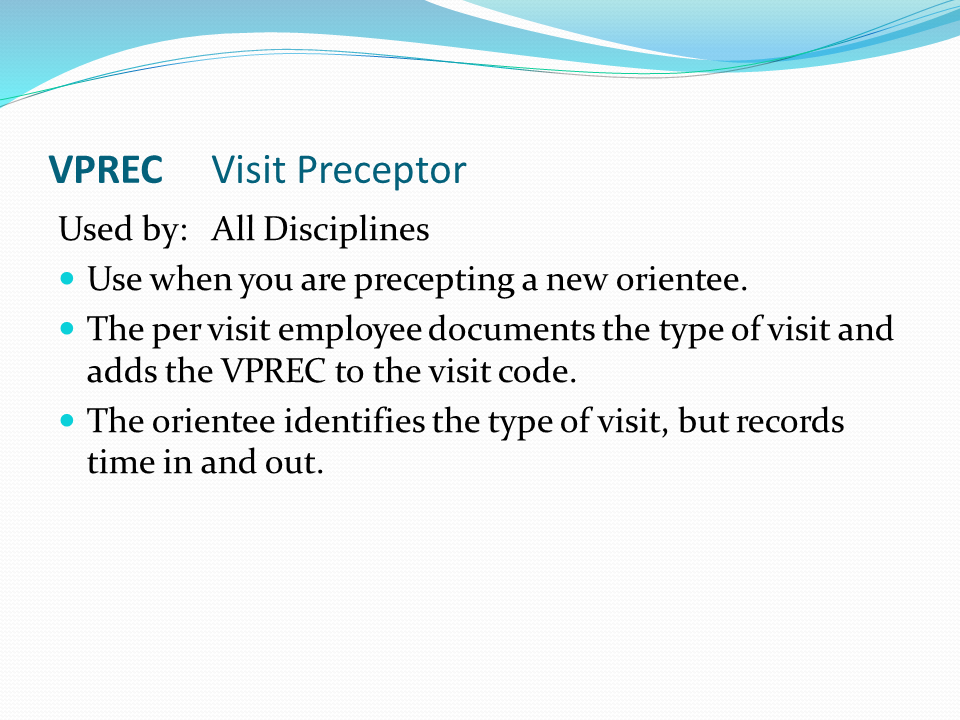 VPREC Visit Preceptor
Used by: All Disciplines
Use when you are precepting a new orientee.
The per visit employee documents the type of visit and
adds the VPREC to the visit code.
The orientee identifies the type of visit, but records
time in and out.